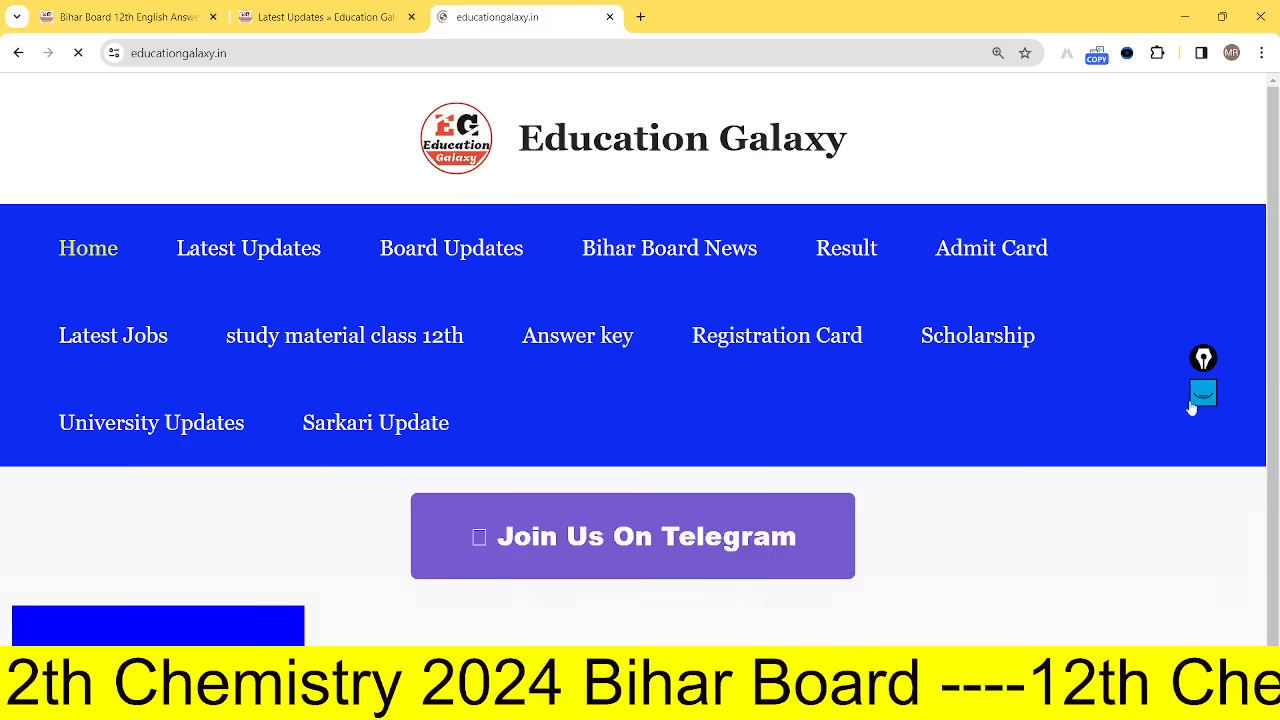 Bihar Board 12th English Answe
Latest Updates » Education Gal
educationgalaxy.in
educationgalaxy.in
COPY
MR
EG
Education
Galaxy
Education Galaxy
Home Latest Updates Board Updates Bihar Board News Result Admit Card
Latest Jobs study material class 12th Answer key Registration Card Scholarship
University Updates Sarkari Update
Join Us On Telegram
2th Chemistry 2024 Bihar Board ----12th Che